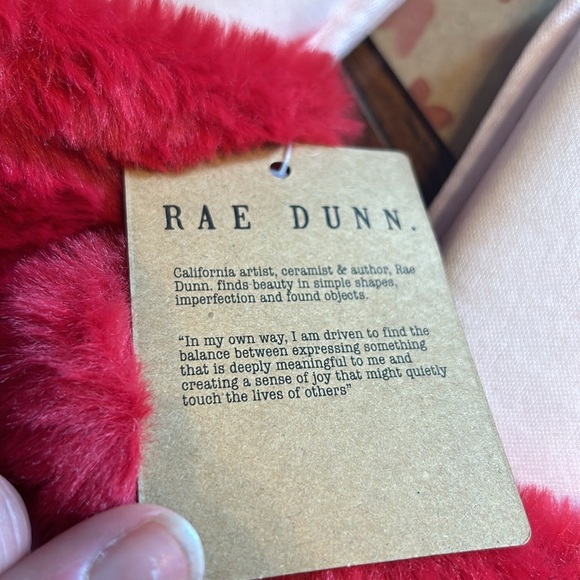 RAE DUNN.
California artist, ceramist & author, Rae
Dunn. finds beauty in simple shapes,
imperfection and found objects.
“In my own way, I am driven to find the
balance between expressing something
that is deeply meaningful to me and
creating a sense of joy that might quietly
touch the lives of others”